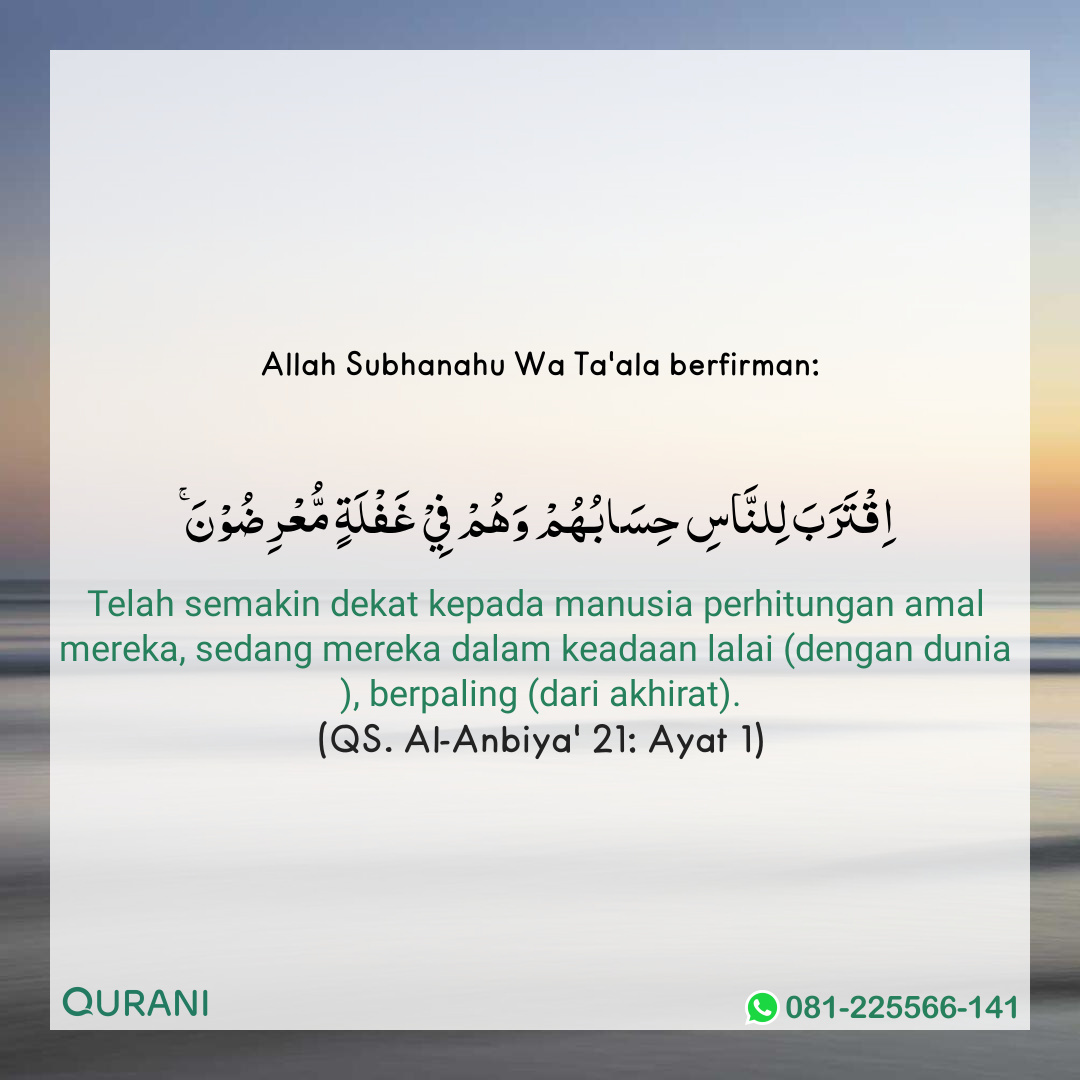 Allah Subhanahu Wa Ta'ala berfirman:
اِقْتَرَبَ لِلنَّاسِ حِسَابُهُمْ وَهُمْ فِيْ غَفْلَةٍ مُّعْرِضُوْنَ ۚ
Telah semakin dekat kepada manusia perhitungan amal
mereka, sedang mereka dalam keadaan lalai (dengan dunia
), berpaling (dari akhirat).
(QS. Al-Anbiya' 21: Ayat 1)
QURANI
081-225566-141